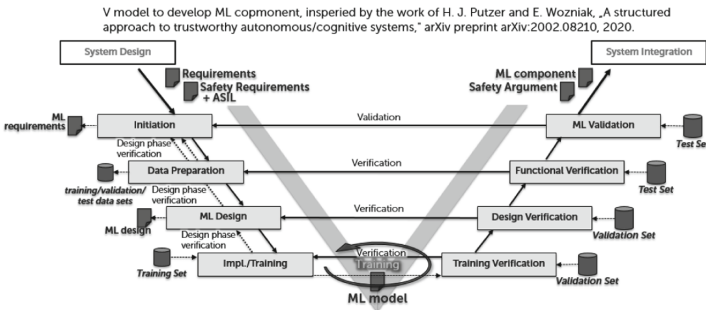 V model to develop ML copmonent, insperied by the work of H. J. Putzer and E. Wozniak, „A structured
approach to trustworthy autonomous/cognitive systems," arXiv preprint arXiv:2002.08210, 2020.
System Design
System Integration
Requirements
Safety Requirements
+ ASIL
ML component
Safety Argument
ML
requirements
Initiation
Validation
ML Validation
Test Set
Design phase
verification
Data Preparation
Verification
Functional Verification
training/validation/
test data sets
Test Set
Design phase
verification
ML Design
Verification
Design Verification
ML design
Validation Set
Design phase
verification
Impl./Training
Verification
Training
Training Verification
Training Set
Validation Set
ML model